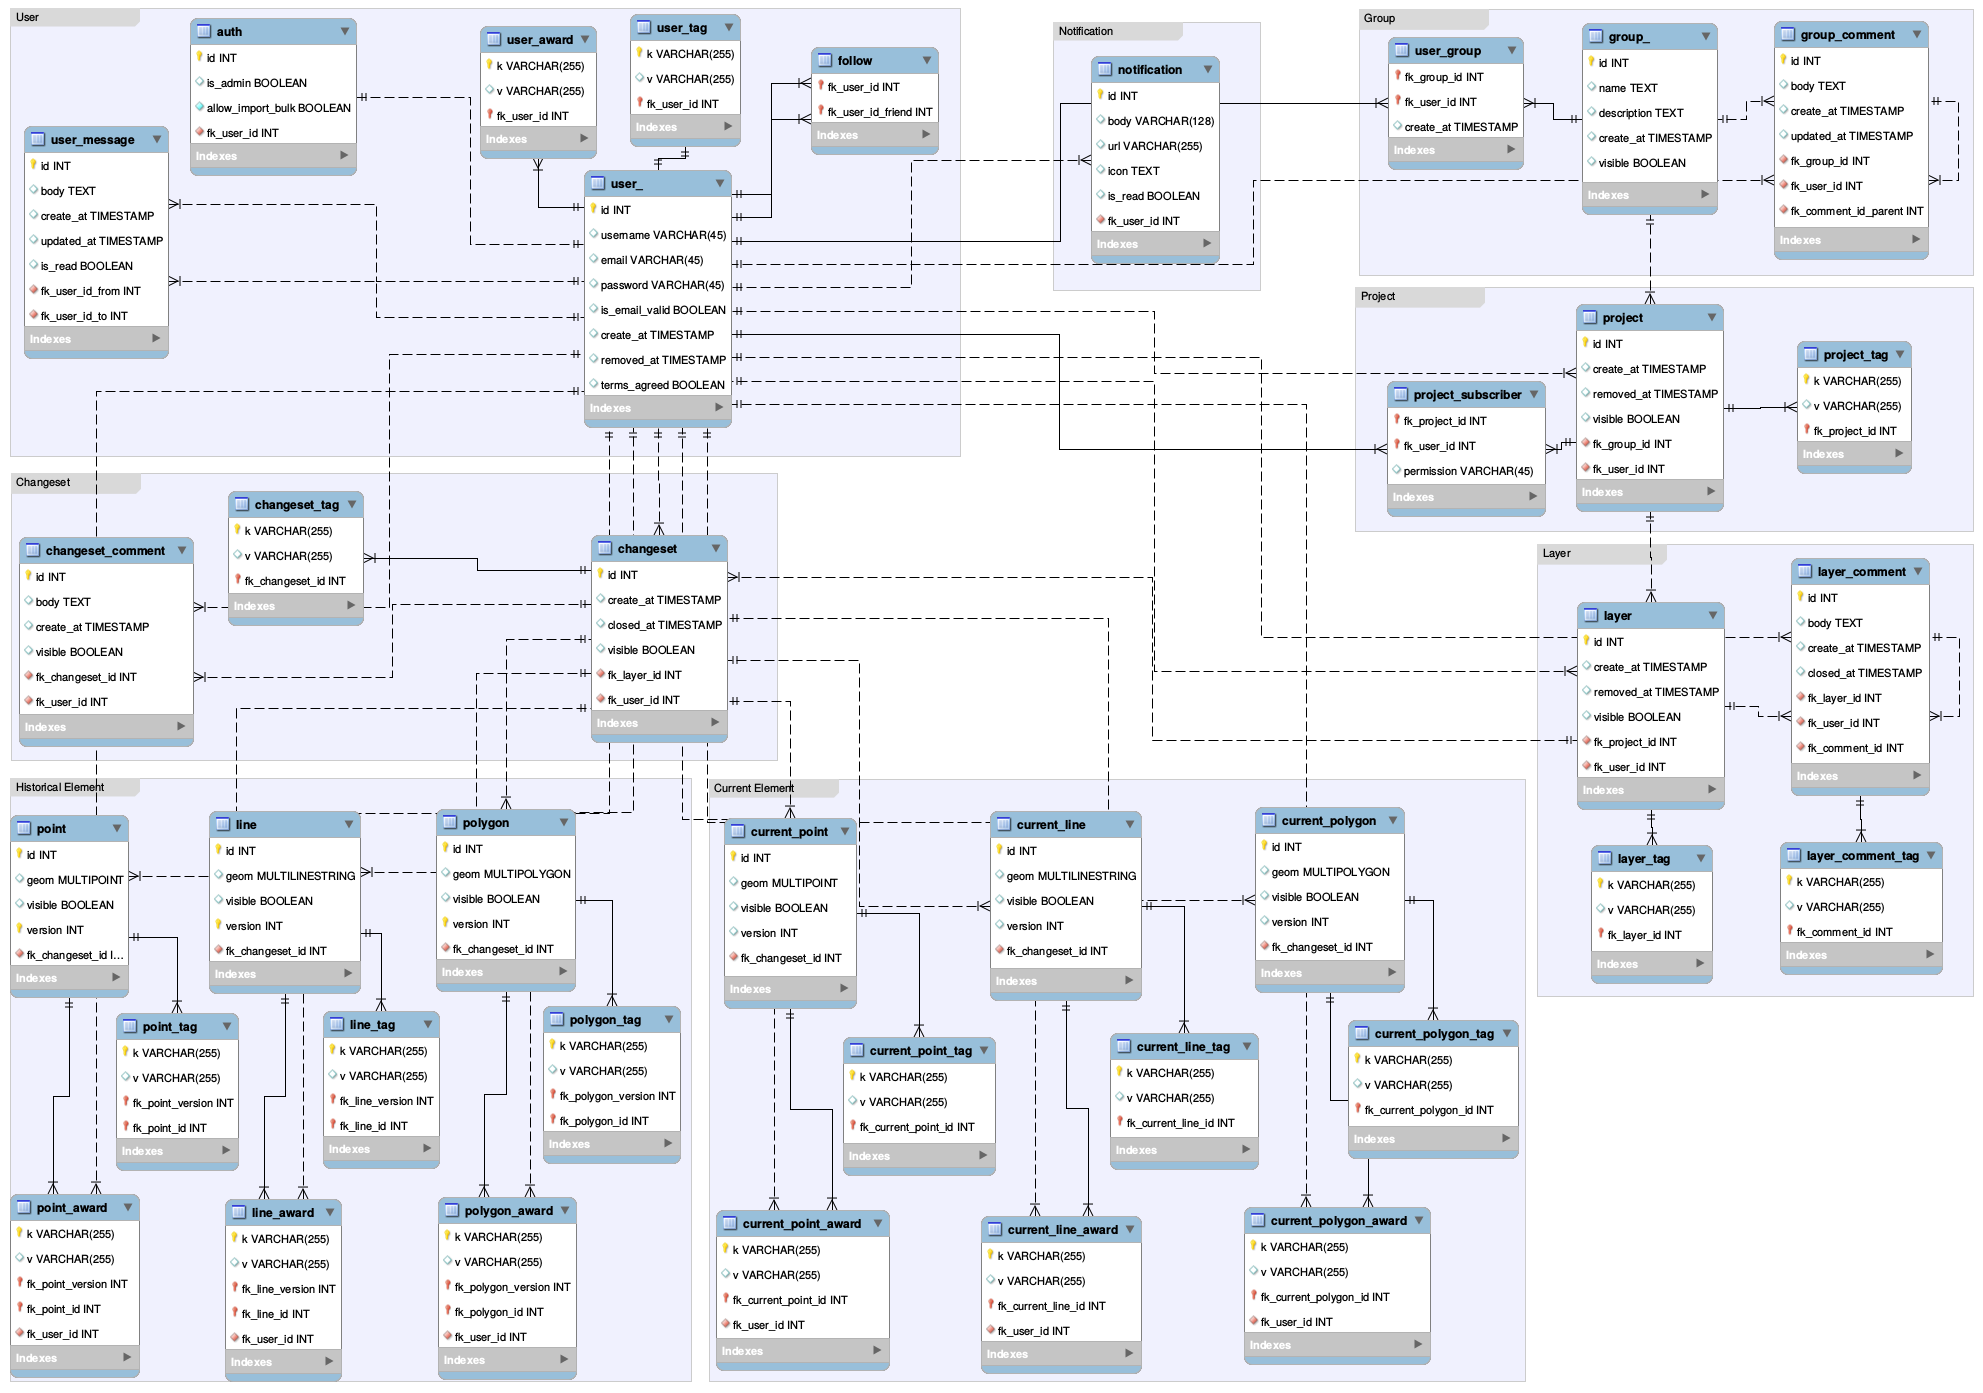 User
auth
id INT
is_admin BOOLEAN
allow_import_bulk BOOLEAN
fk_user_id INT
Indexes
user_award
k VARCHAR(255)
v VARCHAR(255)
fk_user_id INT
Indexes
user_tag
k VARCHAR(255)
v VARCHAR(255)
fk_user_id INT
Indexes
follow
fk_user_id INT
fk_user_id_friend INT
Indexes
user_message
id INT
body TEXT
create_at TIMESTAMP
updated_at TIMESTAMP
is_read BOOLEAN
fk_user_id_from INT
fk_user_id_to INT
Indexes
user_
id INT
username VARCHAR(45)
email VARCHAR(45)
password VARCHAR(45)
is_email_valid BOOLEAN
create_at TIMESTAMP
removed_at TIMESTAMP
terms_agreed BOOLEAN
Indexes
Notification
notification
id INT
body VARCHAR(128)
url VARCHAR(255)
icon TEXT
is_read BOOLEAN
fk_user_id INT
Indexes
Group
user_group
fk_group_id INT
fk_user_id INT
create_at TIMESTAMP
Indexes
group_
id INT
name TEXT
description TEXT
create_at TIMESTAMP
visible BOOLEAN
Indexes
group_comment
id INT
body TEXT
create_at TIMESTAMP
updated_at TIMESTAMP
fk_group_id INT
fk_user_id INT
fk_comment_id_parent INT
Indexes
Project
project
id INT
create_at TIMESTAMP
removed_at TIMESTAMP
visible BOOLEAN
fk_group_id INT
fk_user_id INT
Indexes
project_tag
k VARCHAR(255)
v VARCHAR(255)
fk_project_id INT
Indexes
project_subscriber
fk_project_id INT
fk_user_id INT
permission VARCHAR(45)
Indexes
Changeset
changeset_tag
k VARCHAR(255)
v VARCHAR(255)
fk_changeset_id INT
Indexes
changeset_comment
id INT
body TEXT
create_at TIMESTAMP
visible BOOLEAN
fk_changeset_id INT
fk_user_id INT
Indexes
changeset
id INT
create_at TIMESTAMP
closed_at TIMESTAMP
visible BOOLEAN
fk_layer_id INT
fk_user_id INT
Indexes
Layer
layer
id INT
create_at TIMESTAMP
removed_at TIMESTAMP
visible BOOLEAN
fk_project_id INT
fk_user_id INT
Indexes
layer_comment
id INT
body TEXT
create_at TIMESTAMP
closed_at TIMESTAMP
fk_layer_id INT
fk_user_id INT
fk_comment_id INT
Indexes
layer_tag
k VARCHAR(255)
v VARCHAR(255)
fk_layer_id INT
Indexes
layer_comment_tag
k VARCHAR(255)
v VARCHAR(255)
fk_comment_id INT
Indexes
Historical Element
point
id INT
geom MULTIPOINT
visible BOOLEAN
version INT
fk_changeset_id I...
Indexes
line
id INT
geom MULTILINESTRING
visible BOOLEAN
version INT
fk_changeset_id INT
Indexes
polygon
id INT
geom MULTIPOLYGON
visible BOOLEAN
version INT
fk_changeset_id INT
Indexes
point_tag
k VARCHAR(255)
v VARCHAR(255)
fk_point_version INT
fk_point_id INT
Indexes
line_tag
k VARCHAR(255)
v VARCHAR(255)
fk_line_version INT
fk_line_id INT
Indexes
polygon_tag
k VARCHAR(255)
v VARCHAR(255)
fk_polygon_version INT
fk_polygon_id INT
Indexes
point_award
k VARCHAR(255)
v VARCHAR(255)
fk_point_version INT
fk_point_id INT
fk_user_id INT
Indexes
line_award
k VARCHAR(255)
v VARCHAR(255)
fk_line_version INT
fk_line_id INT
fk_user_id INT
Indexes
polygon_award
k VARCHAR(255)
v VARCHAR(255)
fk_polygon_version INT
fk_polygon_id INT
fk_user_id INT
Indexes
Current Element
current_point
id INT
geom MULTIPOINT
visible BOOLEAN
version INT
fk_changeset_id INT
Indexes
current_line
id INT
geom MULTILINESTRING
visible BOOLEAN
version INT
fk_changeset_id INT
Indexes
current_polygon
id INT
geom MULTIPOLYGON
visible BOOLEAN
version INT
fk_changeset_id INT
Indexes
current_point_tag
k VARCHAR(255)
v VARCHAR(255)
fk_current_point_id INT
Indexes
current_line_tag
k VARCHAR(255)
v VARCHAR(255)
fk_current_line_id INT
Indexes
current_polygon_tag
k VARCHAR(255)
v VARCHAR(255)
fk_current_polygon_id INT
Indexes
current_point_award
k VARCHAR(255)
v VARCHAR(255)
fk_current_point_id INT
fk_user_id INT
Indexes
current_line_award
k VARCHAR(255)
v VARCHAR(255)
fk_current_line_id INT
fk_user_id INT
Indexes
current_polygon_award
k VARCHAR(255)
v VARCHAR(255)
fk_current_polygon_id INT
fk_user_id INT
Indexes